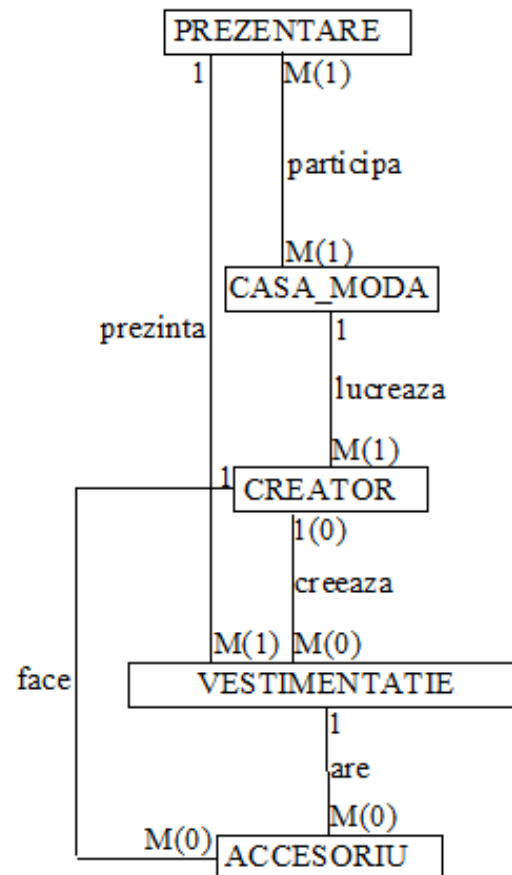 PREZENTARE
1 M(1)
participa
M(1)
CASA_MODA
prezinta
1
lucreaza
M(1)
1
CREATOR
1(0)
creeaza
M(1) M(0)
face
VESTIMENTATIE
1
are
M(0)
M(0)
ACCESORIU